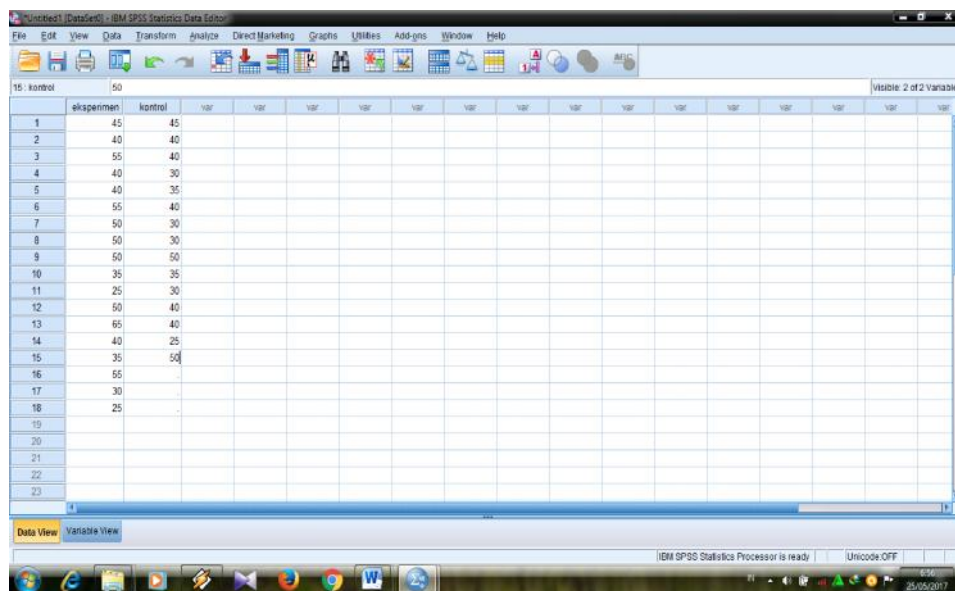 *Untitled1 [DataSet0] - IBM SPSS Statistics Data Editor
File Edit View Data Transform Analyze Direct Marketing Graphs Utilities Add-ons Window Help
15 : kontrol 50 Visible: 2 of 2 Variable
eksperimen kontrol var var var var var var var var var var var var
1 45 45
2 40 40
3 55 40
4 40 30
5 40 35
6 55 40
7 50 30
8 50 30
9 50 50
10 35 35
11 25 30
12 50 40
13 65 40
14 40 25
15 35 50
16 55 .
17 30 .
18 25 .
19
20
21
22
23
Data View Variable View
IBM SPSS Statistics Processor is ready Unicode:OFF
6:56
25/05/2017